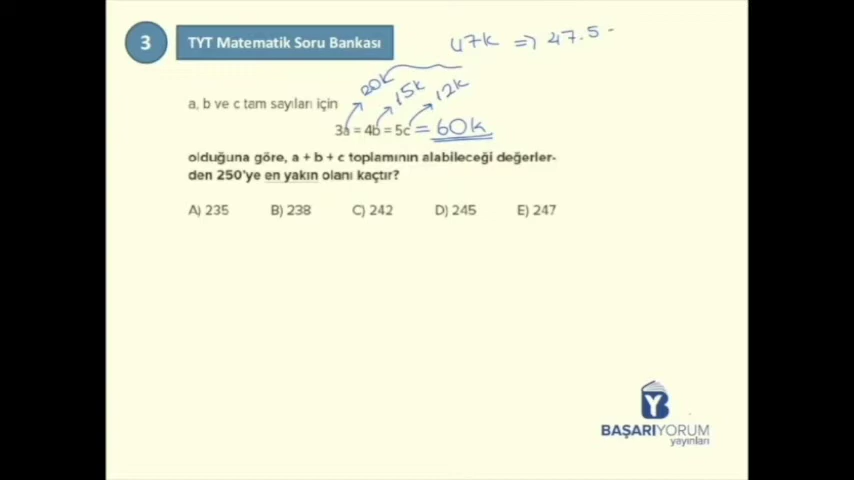 3
TYT Matematik Soru Bankası
47k ⇒ 47.5
20k 15k 12k
a, b ve c tam sayıları için
3a = 4b = 5c = 60k
olduğuna göre, a + b + c toplamının alabileceği değerler-
den 250'ye en yakın olanı kaçtır?
A) 235 B) 238 C) 242 D) 245 E) 247
BAŞARIYORUM
yayınları